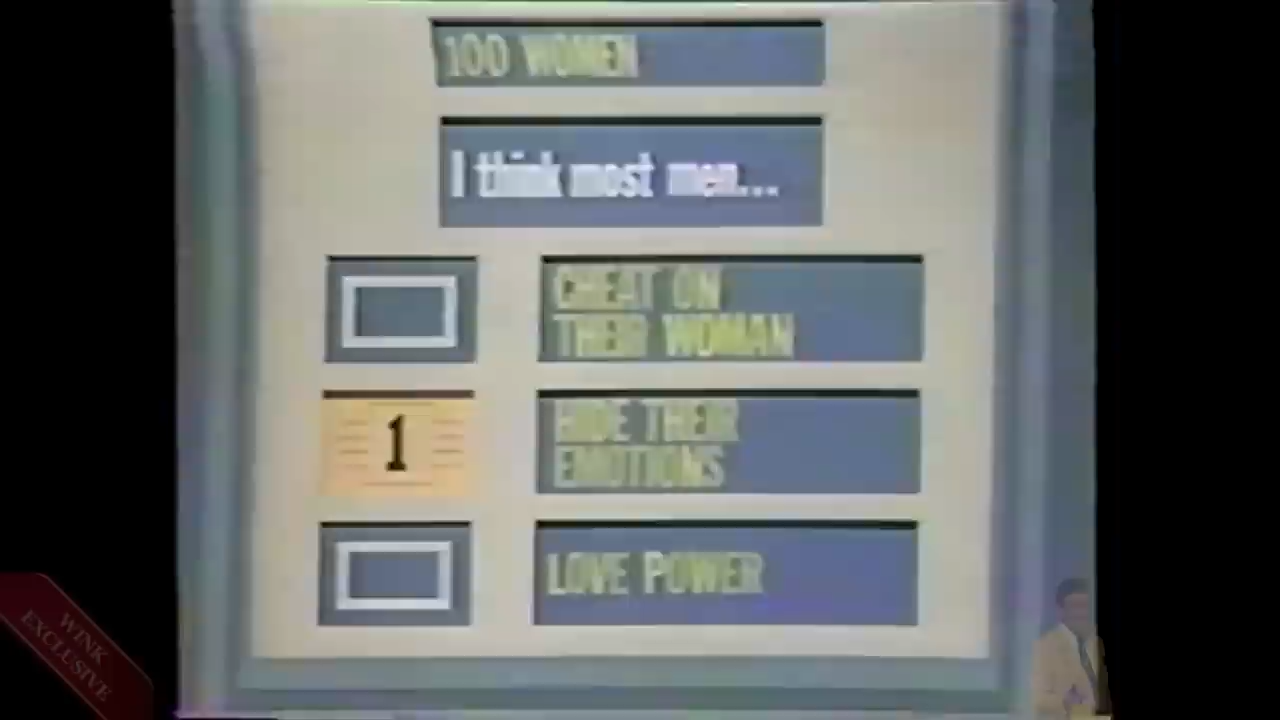 100 WOMEN
I think most men...
CHEAT ON
THEIR WOMAN
1
HIDE THEIR
EMOTIONS
LOVE POWER
WINK
EXCLUSIVE